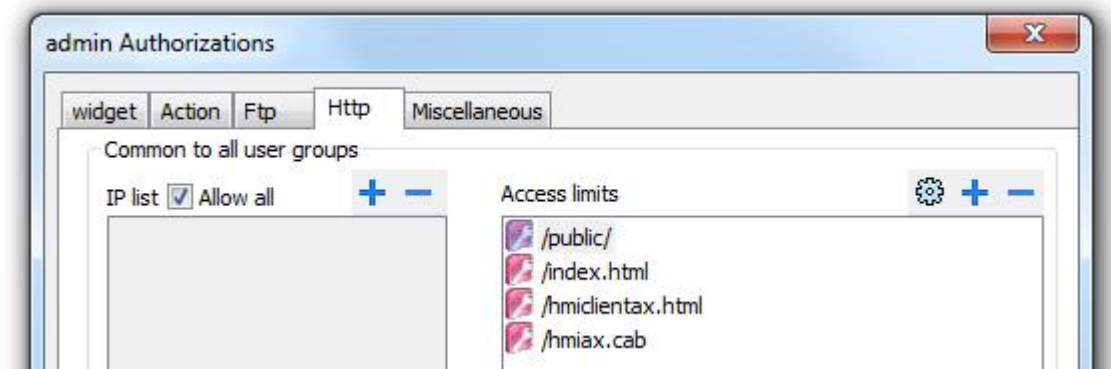 admin Authorizations
widget Action Ftp Http Miscellaneous
Common to all user groups
IP list Allow all
Access limits
/public/
/index.html
/hmiclientax.html
/hmiax.cab